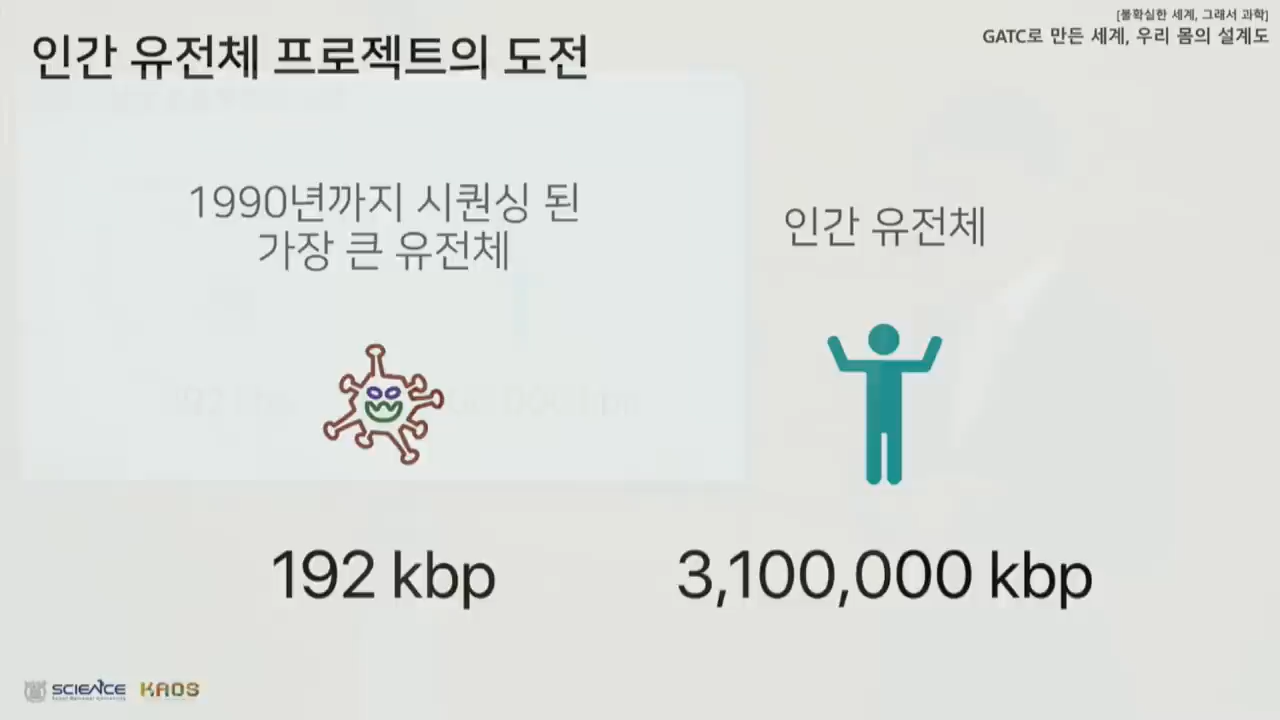 [불확실한 세계, 그래서 과학]
GATC로 만든 세계, 우리 몸의 설계도
인간 유전체 프로젝트의 도전
1990년까지 시퀀싱 된
가장 큰 유전체
인간 유전체
192 kbp
3,100,000 kbp
SCIENCE
KAOS